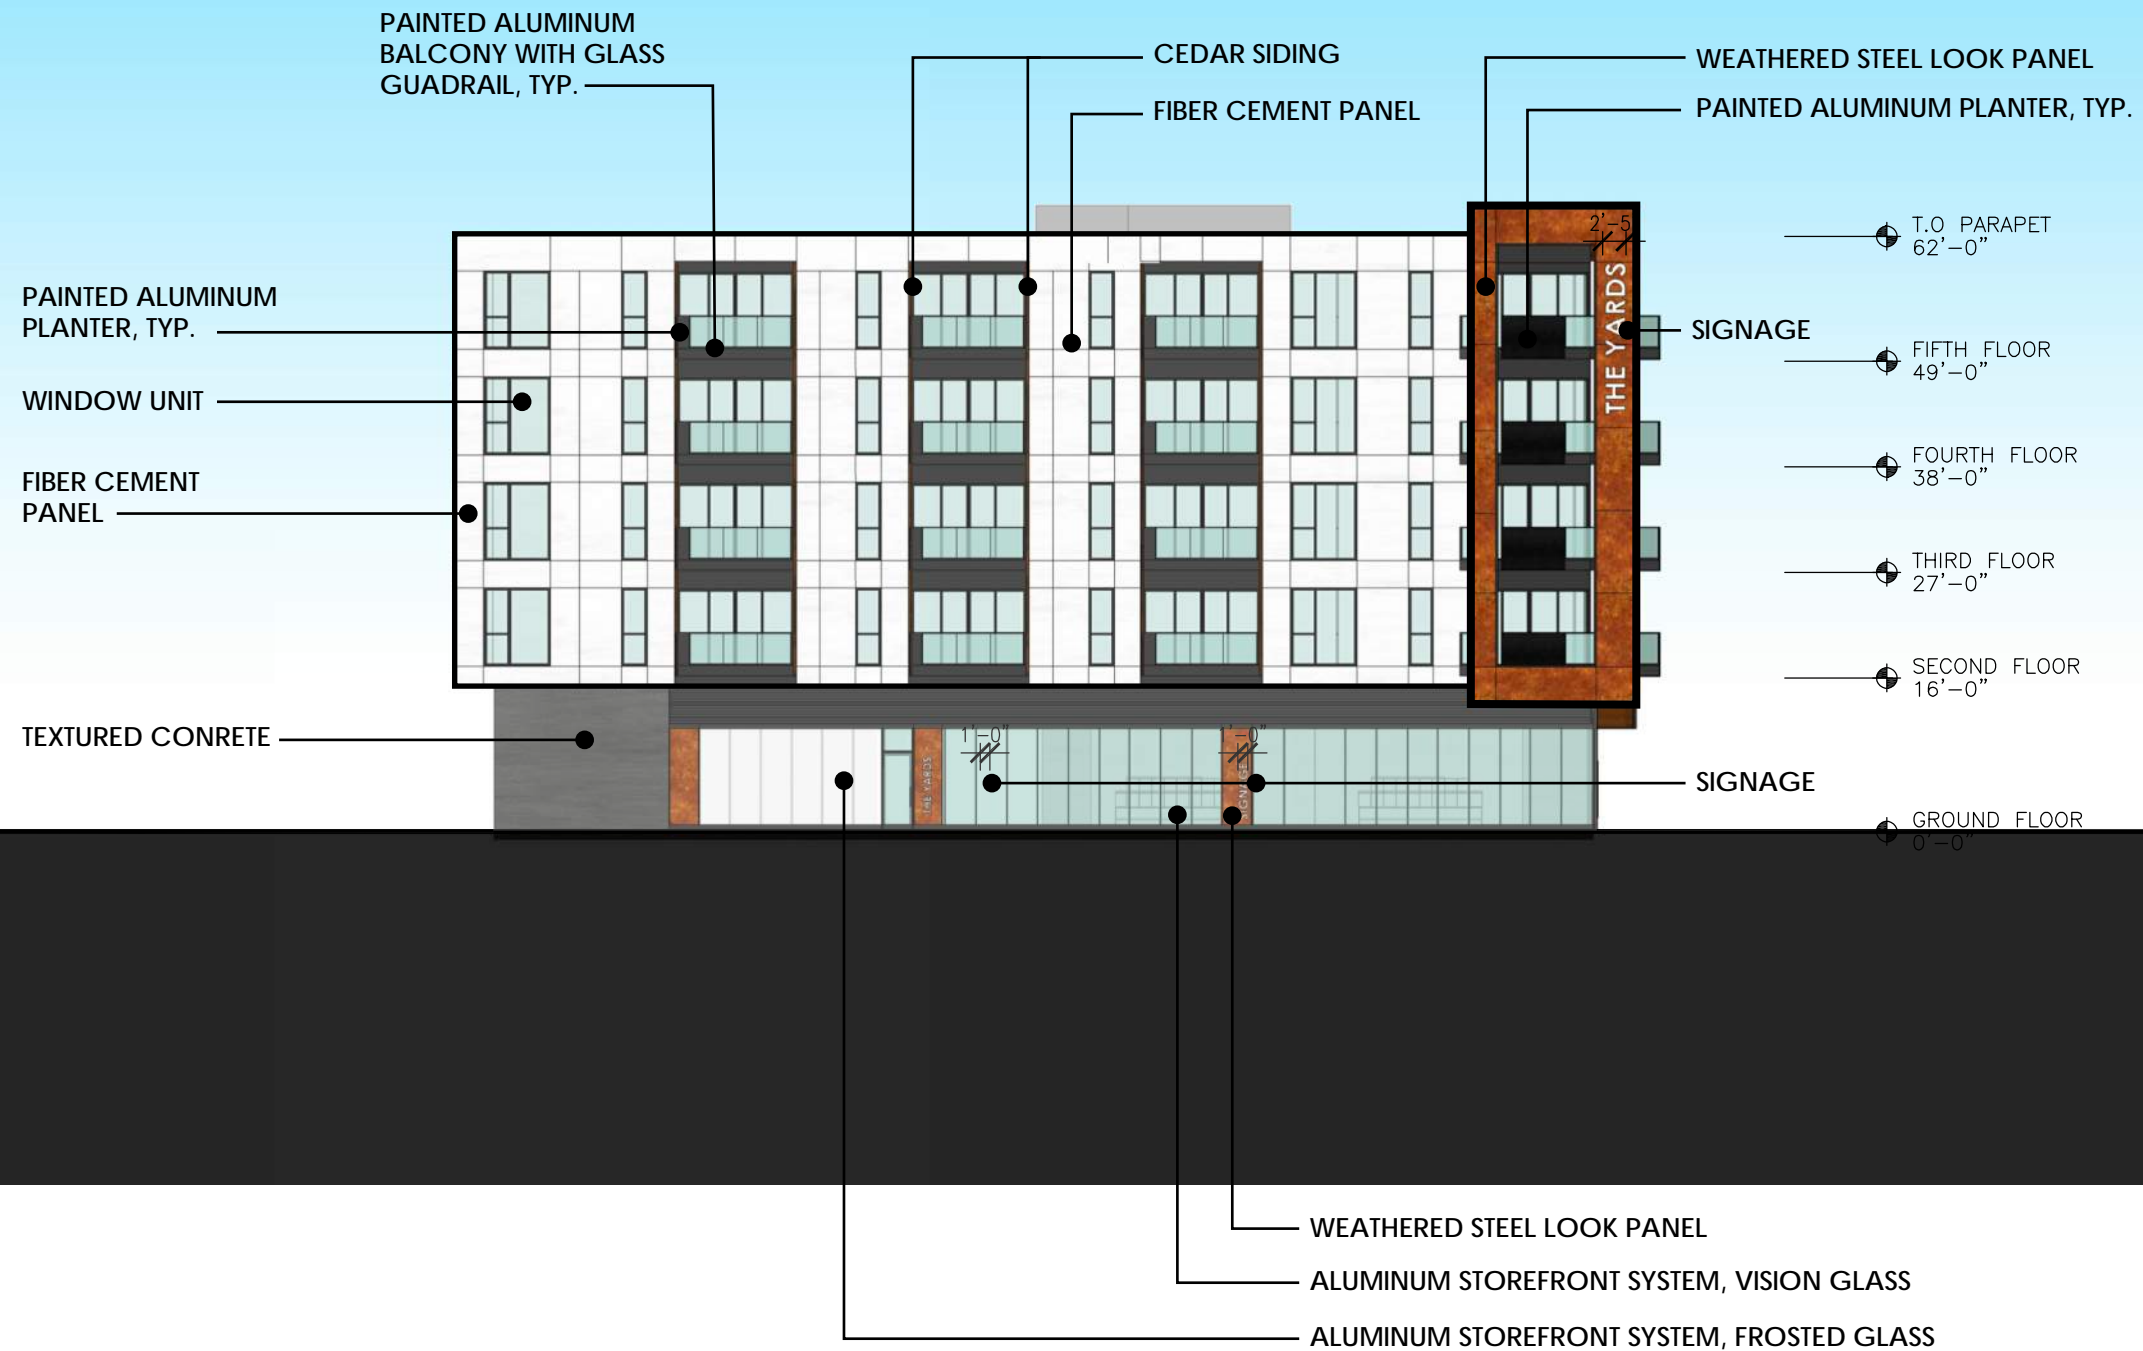 PAINTED ALUMINUM
BALCONY WITH GLASS
GUADRAIL, TYP.
CEDAR SIDING
FIBER CEMENT PANEL
WEATHERED STEEL LOOK PANEL
PAINTED ALUMINUM PLANTER, TYP.
2'-5
T.O PARAPET
62'-0"
THE YARDS
PAINTED ALUMINUM
PLANTER, TYP.
SIGNAGE
FIFTH FLOOR
49'-0"
WINDOW UNIT
FOURTH FLOOR
38'-0"
FIBER CEMENT
PANEL
THIRD FLOOR
27'-0"
SECOND FLOOR
16'-0"
TEXTURED CONRETE
1'-0"
1'-0"
THE YARDS
SIGNAGE
SIGNAGE
GROUND FLOOR
0'-0"
WEATHERED STEEL LOOK PANEL
ALUMINUM STOREFRONT SYSTEM, VISION GLASS
ALUMINUM STOREFRONT SYSTEM, FROSTED GLASS